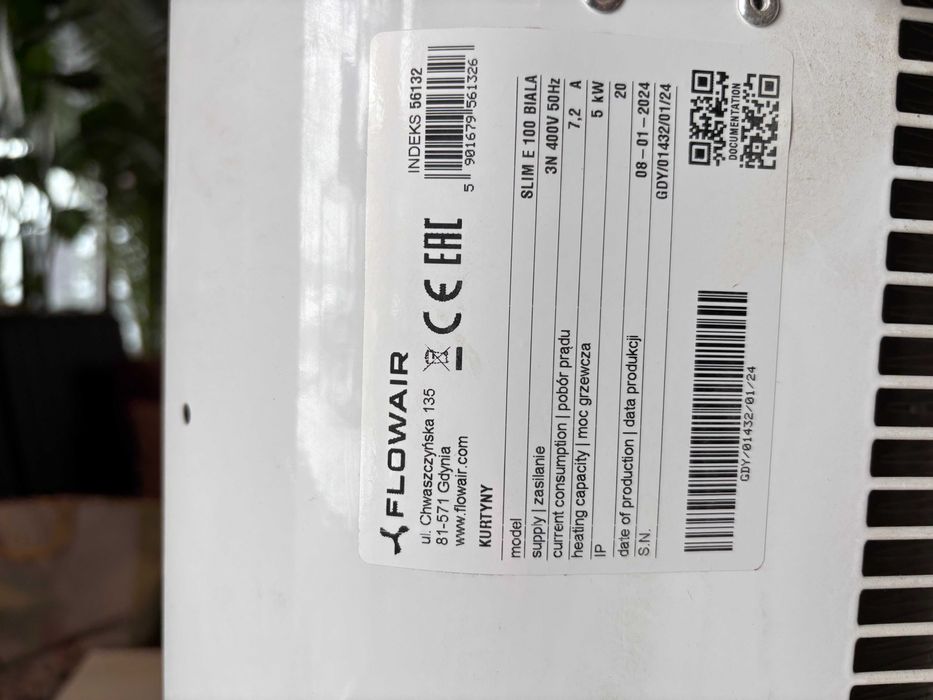 FLOWAIR
ul. Chwaszczyńska 135
81-571 Gdynia
www.flowair.com
INDEKS 56132
5 901679 561326
CE EAC
KURTYNY
model SLIM E 100 BIALA
supply | zasilanie 3N 400V 50Hz
current consumption | pobór prądu 7,2 A
heating capacity | moc grzewcza 5 kW
IP 20
date of production | data produkcji 08-01-2024
S.N. GDY/01432/01/24
GDY/01432/01/24
DOCUMENTATION